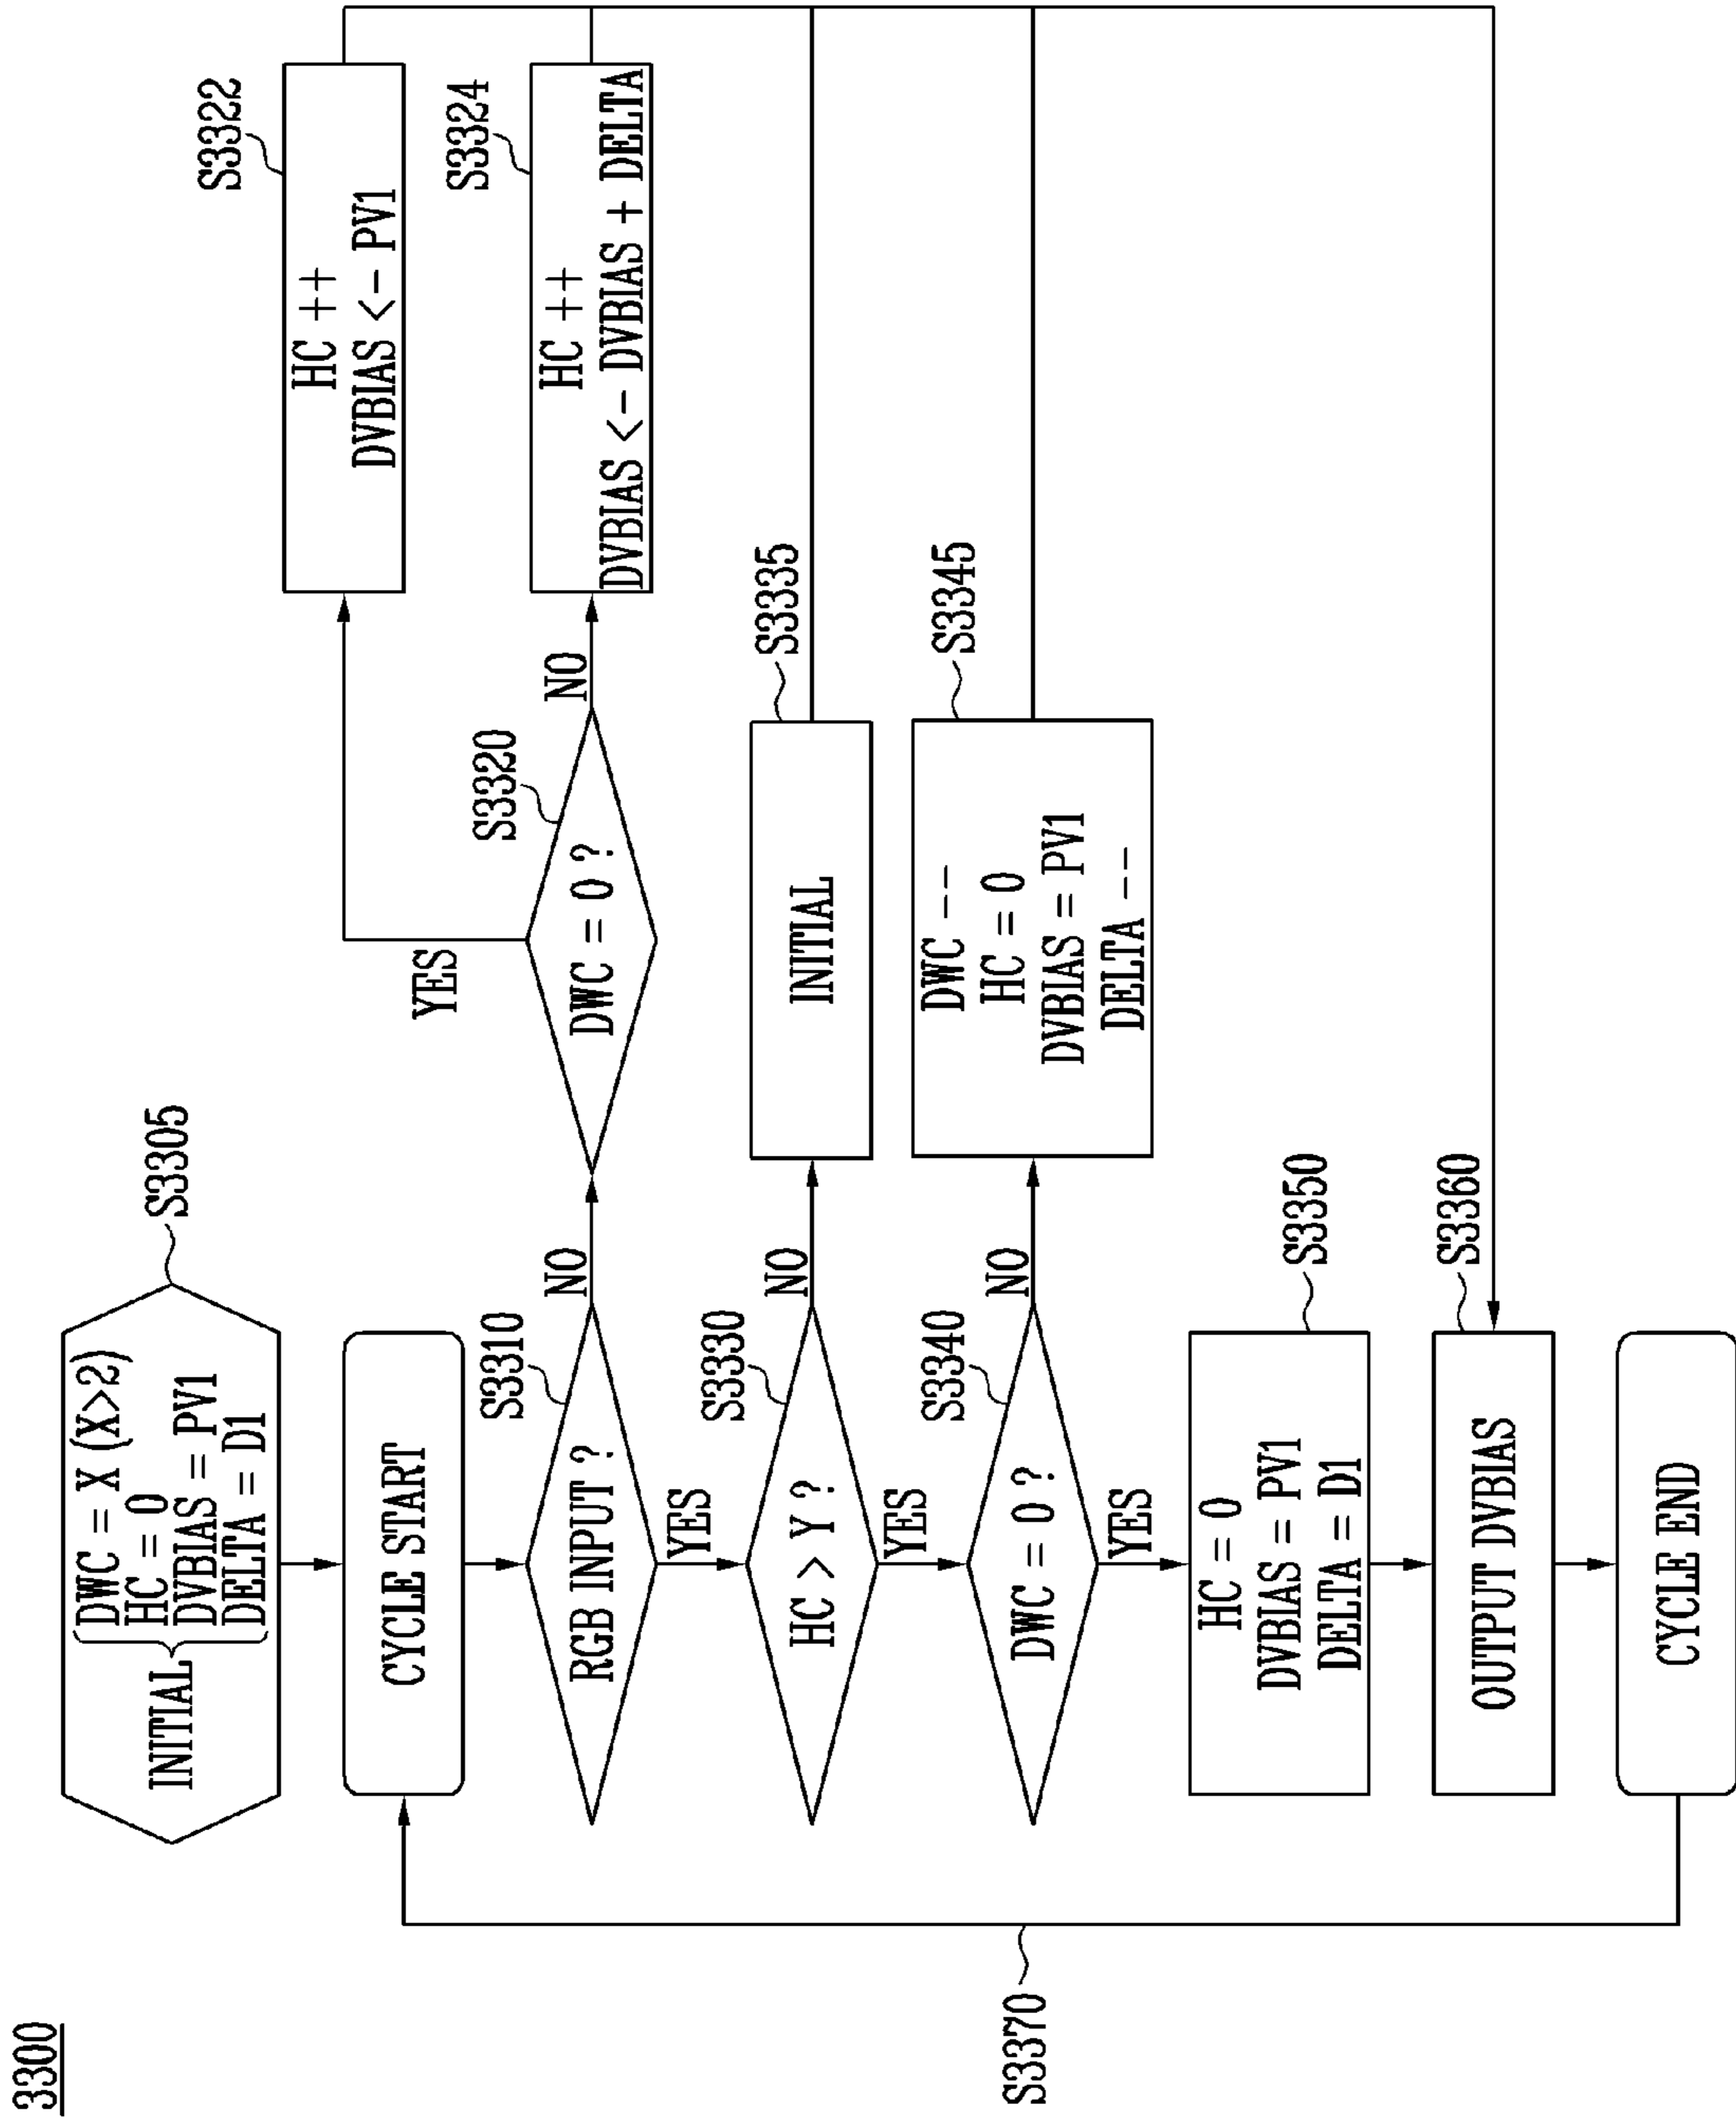 3300
INITIAL
DWC = X (X>2)
HC = 0
DVBIAS = PV1
DELTA = D1
S3305
CYCLE START
RGB INPUT ?
S3310
NO
YES
DWC = 0 ?
S3320
YES
NO
HC ++
DVBIAS <- PV1
S3322
HC ++
DVBIAS <- DVBIAS + DELTA
S3324
HC > Y ?
S3330
NO
YES
INITIAL
S3335
DWC = 0 ?
S3340
NO
YES
DWC --
HC = 0
DVBIAS = PV1
DELTA --
S3345
HC = 0
DVBIAS = PV1
DELTA = D1
S3350
OUTPUT DVBIAS
S3360
CYCLE END
S3370